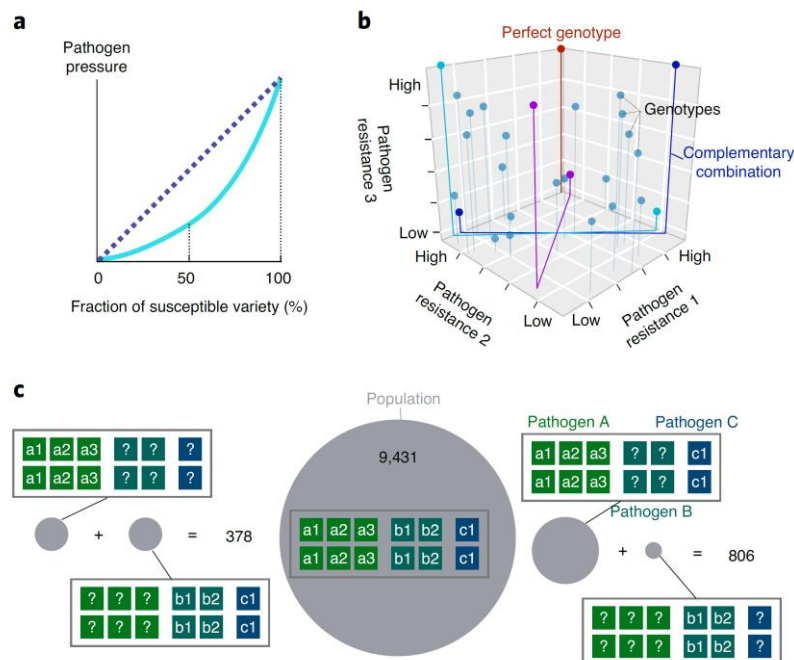 a
Pathogen
pressure
0
50
100
Fraction of susceptible variety (%)
b
Perfect genotype
High
Genotypes
Pathogen
resistance 3
Complementary
combination
Low
High
High
Pathogen
resistance 2
Low
Low
Pathogen
resistance 1
c
Population
9,431
a1 a2 a3 b1 b2 c1
a1 a2 a3 b1 b2 c1
a1 a2 a3 ? ? ?
a1 a2 a3 ? ? ?
+ = 378
? ? ? b1 b2 c1
? ? ? b1 b2 c1
Pathogen A Pathogen C
a1 a2 a3 ? ? c1
a1 a2 a3 ? ? c1
Pathogen B
+ = 806
? ? ? b1 b2 ?
? ? ? b1 b2 ?